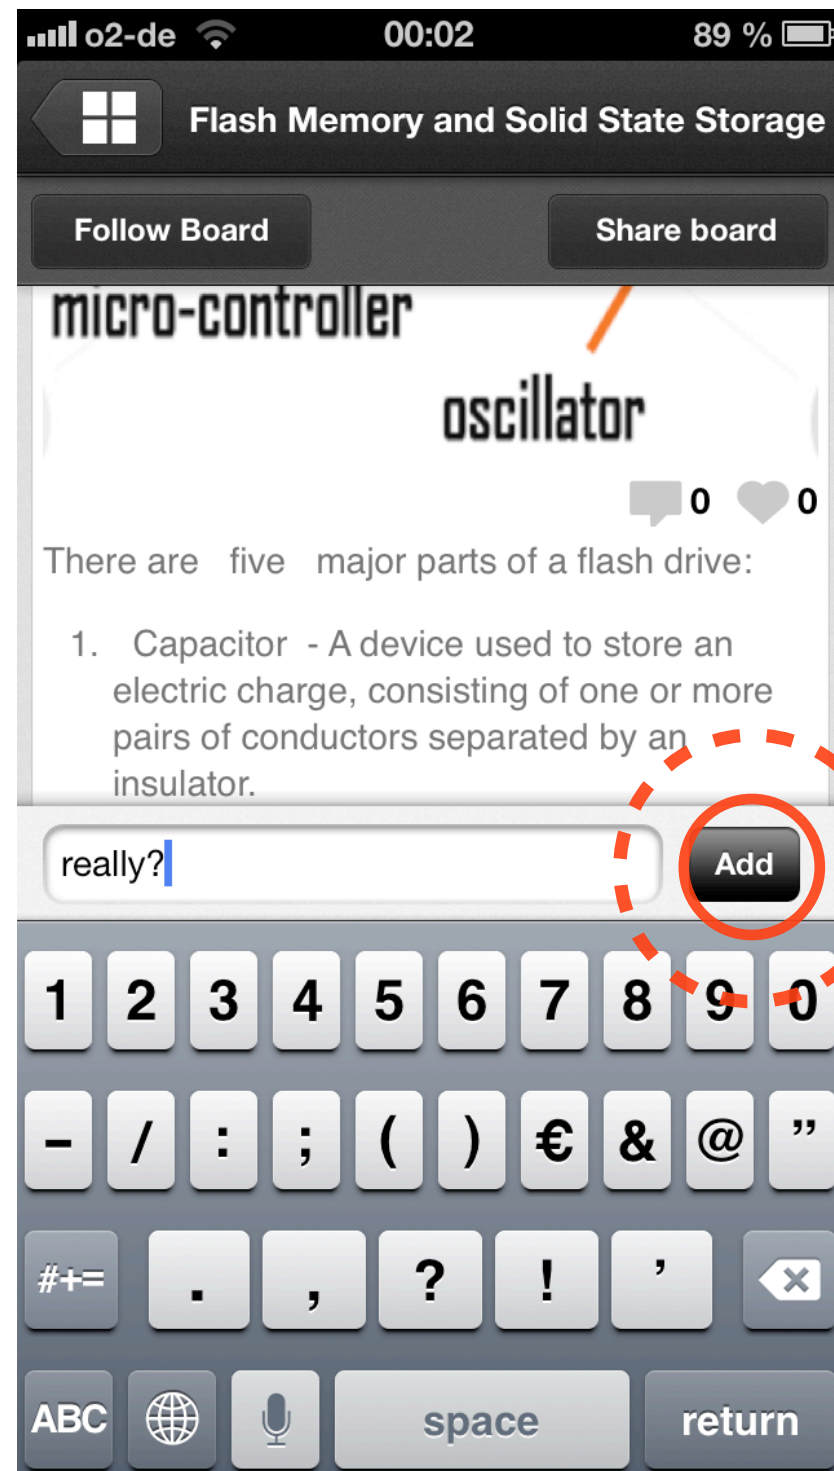 o2-de 00:02 89 %
Flash Memory and Solid State Storage
Follow Board Share board
micro-controller
oscillator
0 0
There are five major parts of a flash drive:
1. Capacitor - A device used to store an
electric charge, consisting of one or more
pairs of conductors separated by an
insulator.
really? Add
1 2 3 4 5 6 7 8 9 0
- / : ; ( ) € & @ ”
#+= . , ? ! ’
ABC space return